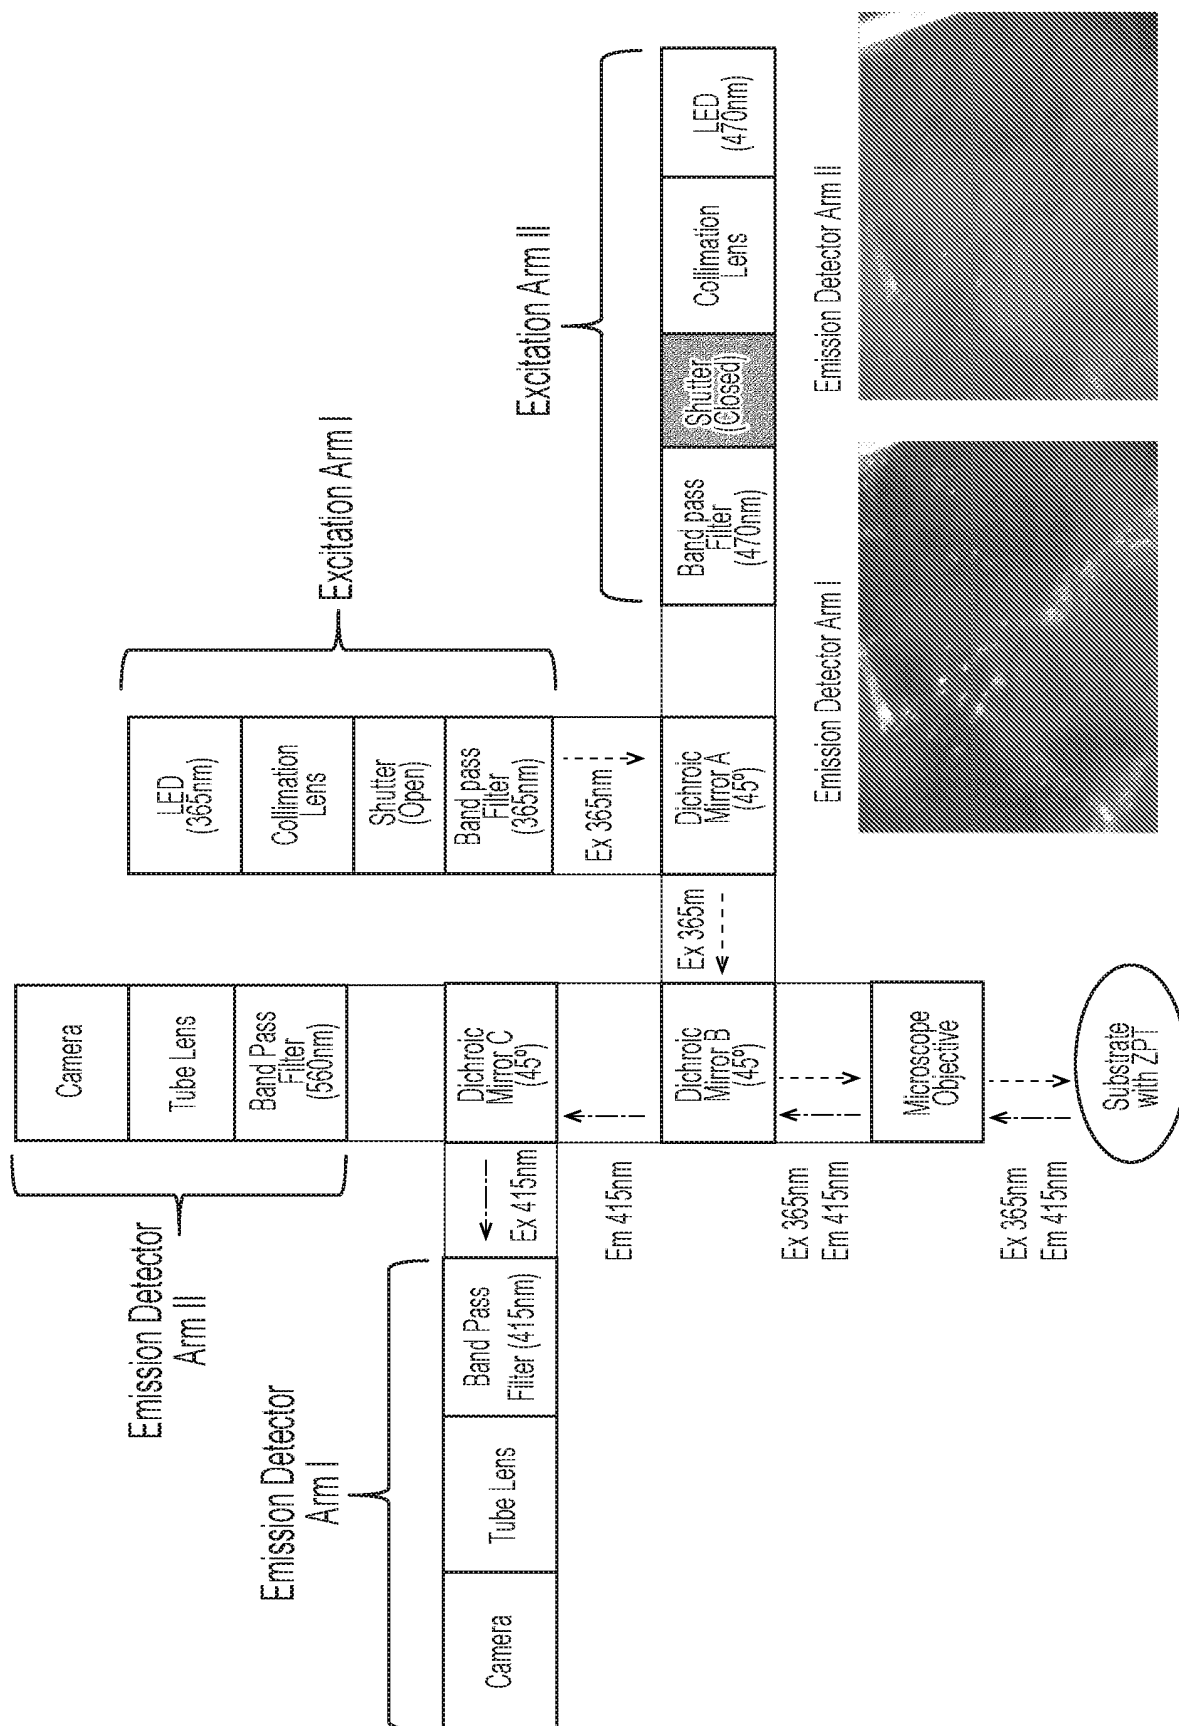 Emission Detector
Arm I
Camera
Tube Lens
Band Pass
Filter (415nm)
Emission Detector
Arm II
Camera
Tube Lens
Band Pass
Filter
(560nm)
Ex 415nm
Dichroic
Mirror C
(45º)
Em 415nm
Dichroic
Mirror B
(45º)
Ex 365nm
Em 415nm
Microscope
Objective
Ex 365nm
Em 415nm
Substrate
with ZPT
Excitation Arm I
LED
(365nm)
Collimation
Lens
Shutter
(Open)
Band pass
Filter
(365nm)
Ex 365nm
Ex 365m
Dichroic
Mirror A
(45º)
Excitation Arm II
Band pass
Filter
(470nm)
Shutter
(Closed)
Collimation
Lens
LED
(470nm)
Emission Detector Arm I
Emission Detector Arm II